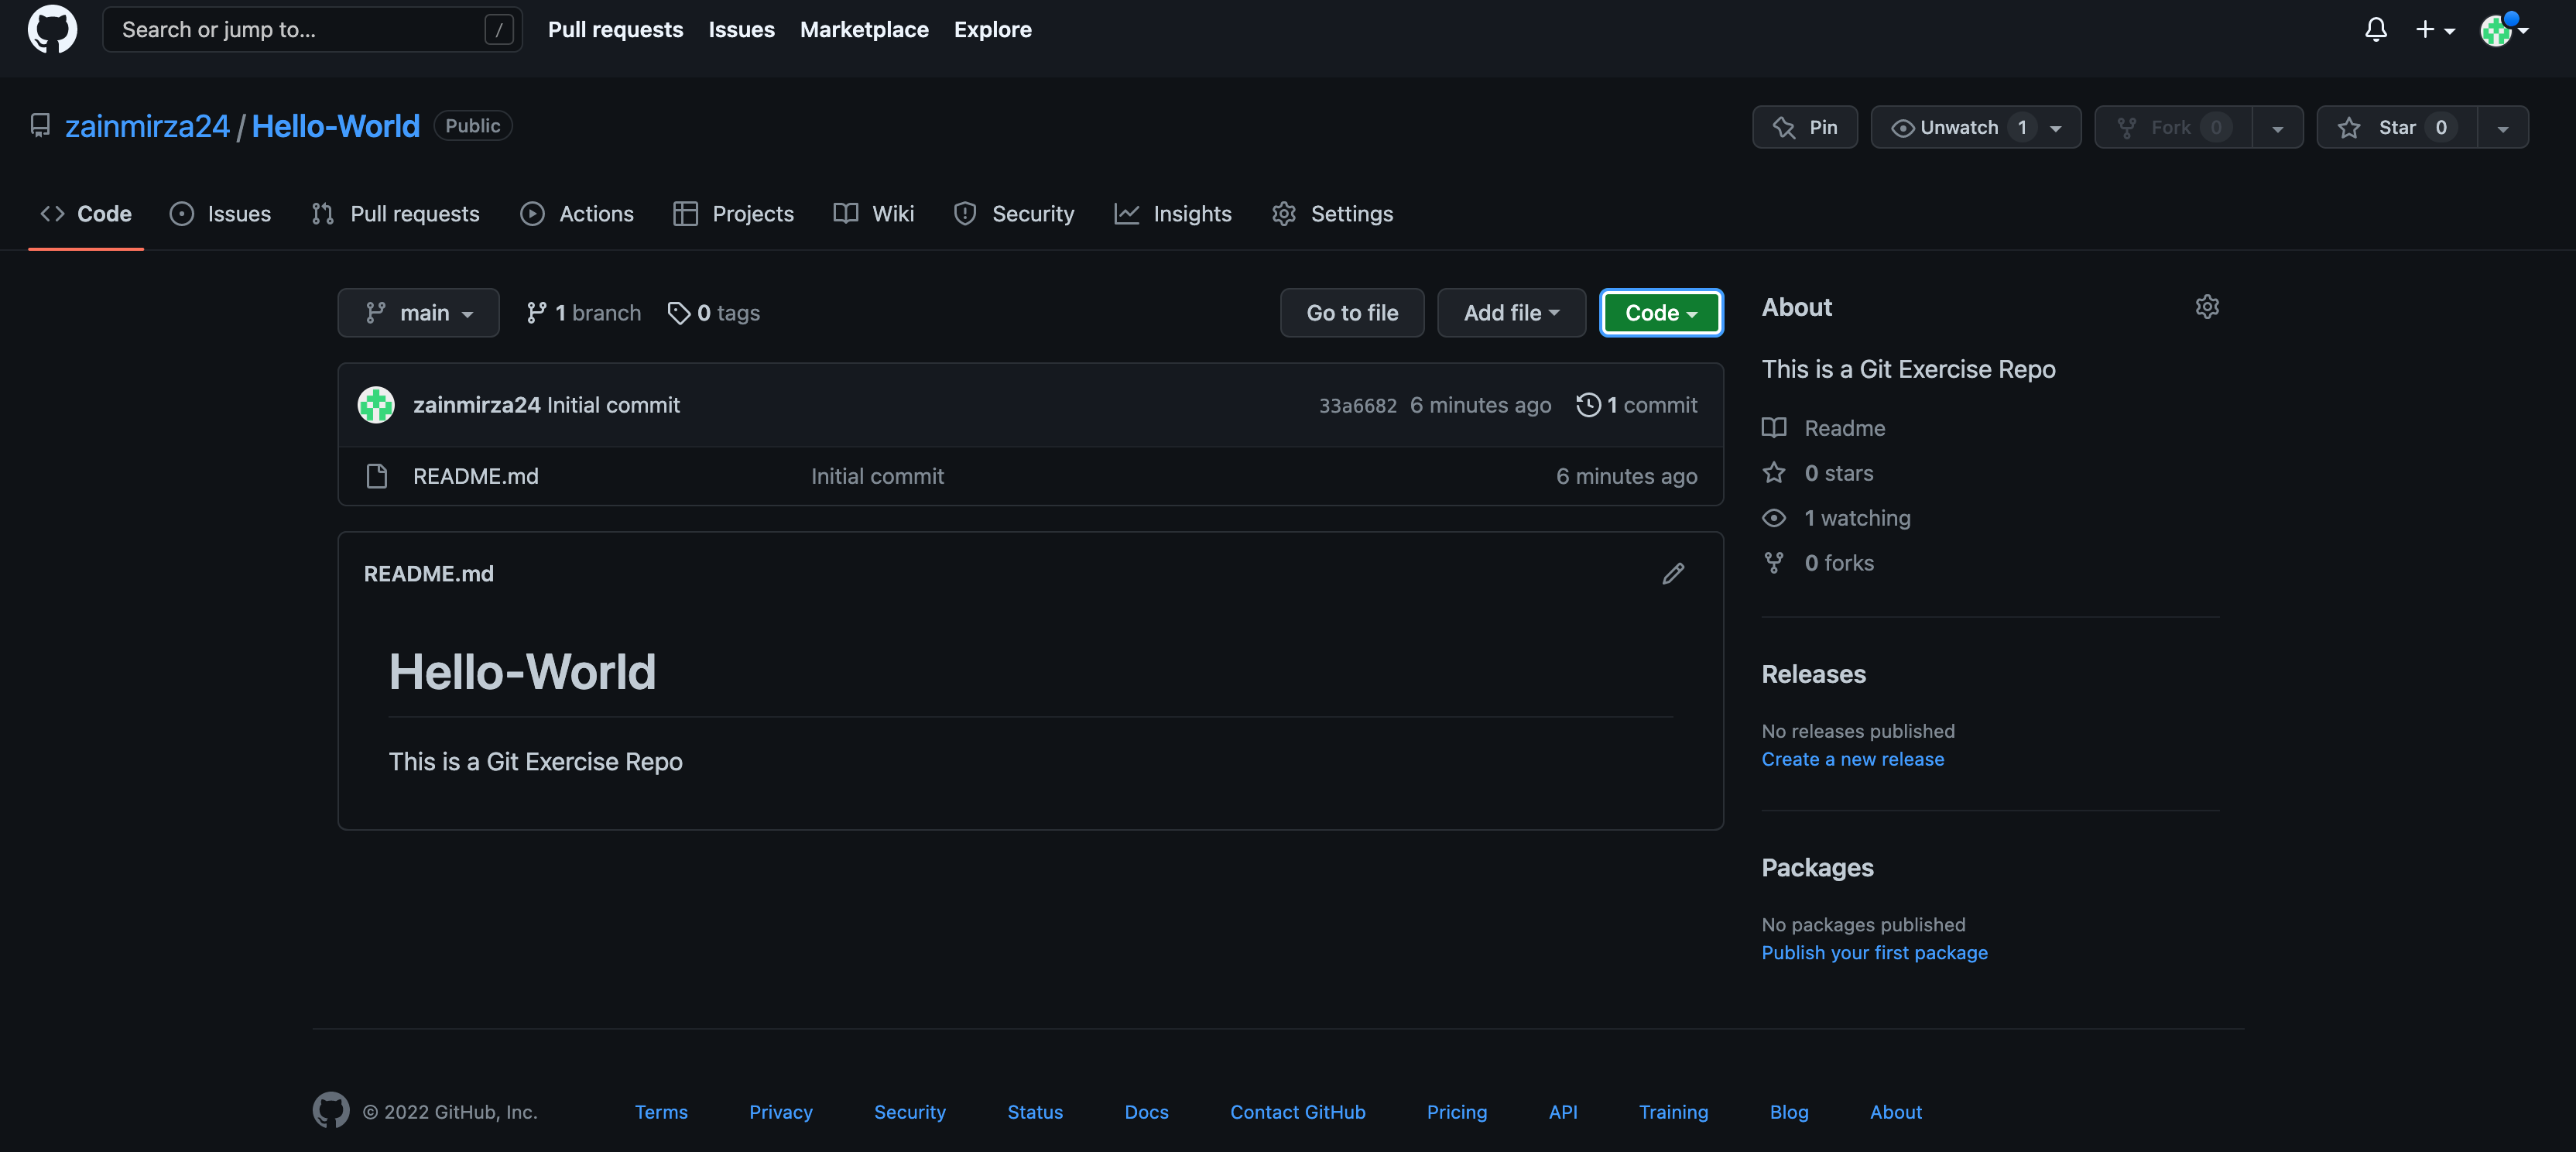 Search or jump to... /
Pull requests Issues Marketplace Explore
zainmirza24 / Hello-World Public
Pin Unwatch 1 Fork 0 Star 0
Code Issues Pull requests Actions Projects Wiki Security Insights Settings
main 1 branch 0 tags
Go to file Add file Code
zainmirza24 Initial commit 33a6682 6 minutes ago 1 commit
README.md Initial commit 6 minutes ago
README.md
Hello-World
This is a Git Exercise Repo
About
This is a Git Exercise Repo
Readme
0 stars
1 watching
0 forks
Releases
No releases published
Create a new release
Packages
No packages published
Publish your first package
© 2022 GitHub, Inc. Terms Privacy Security Status Docs Contact GitHub Pricing API Training Blog About